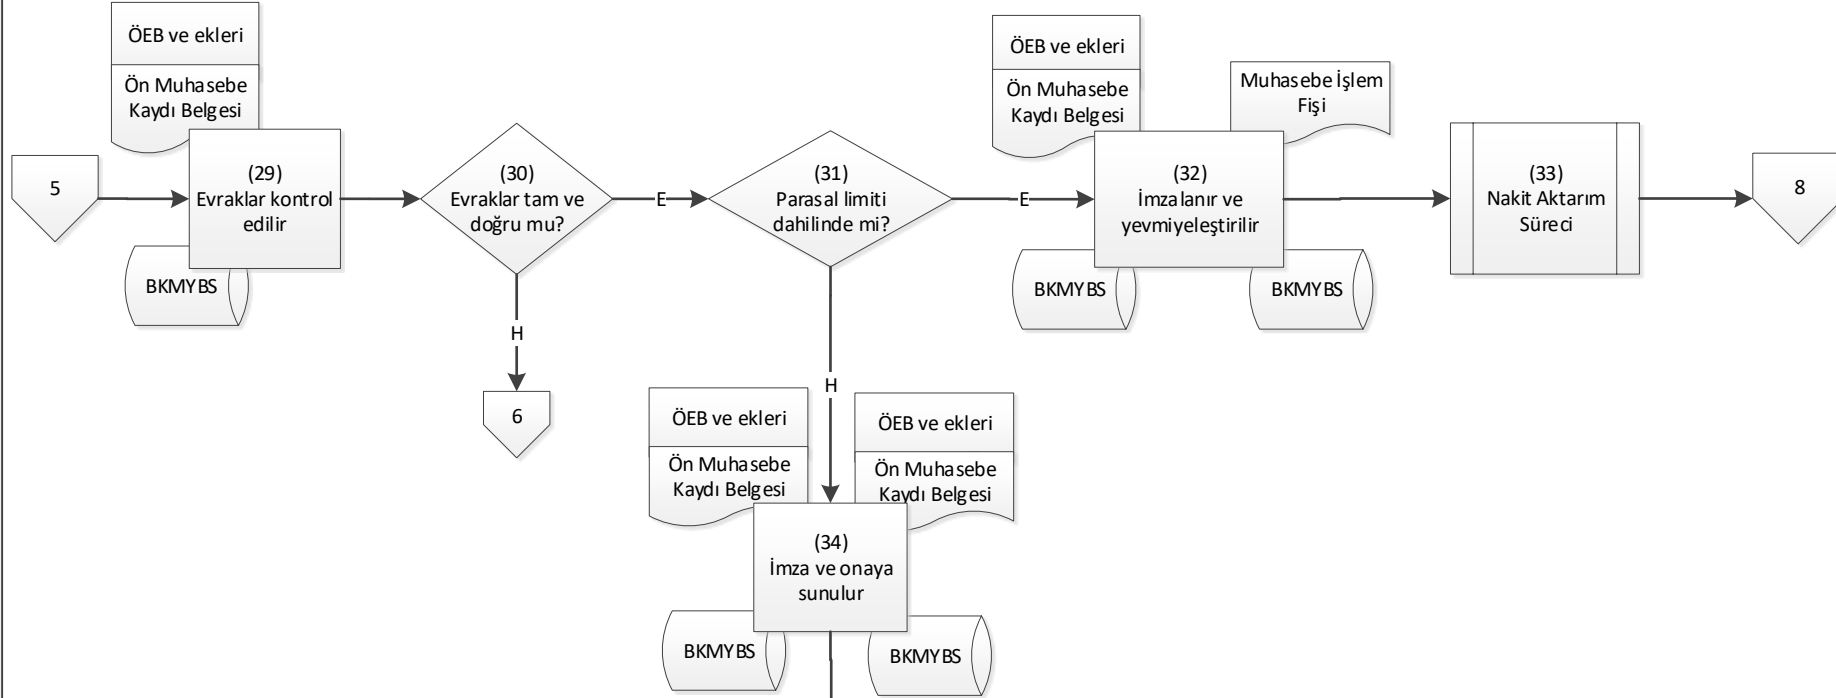 ÖEB ve ekleri
Ön Muhasebe
Kaydı Belgesi
5
(29)
Evraklar kontrol
edilir
BKMYBS
(30)
Evraklar tam ve
doğru mu?
E
H
6
(31)
Parasal limiti
dahilinde mi?
E
H
ÖEB ve ekleri
Ön Muhasebe
Kaydı Belgesi
Muhasebe İşlem
Fişi
(32)
İmzalanır ve
yevmiyeleştirilir
BKMYBS
BKMYBS
(33)
Nakit Aktarım
Süreci
8
ÖEB ve ekleri
Ön Muhasebe
Kaydı Belgesi
ÖEB ve ekleri
Ön Muhasebe
Kaydı Belgesi
(34)
İmza ve onaya
sunulur
BKMYBS
BKMYBS